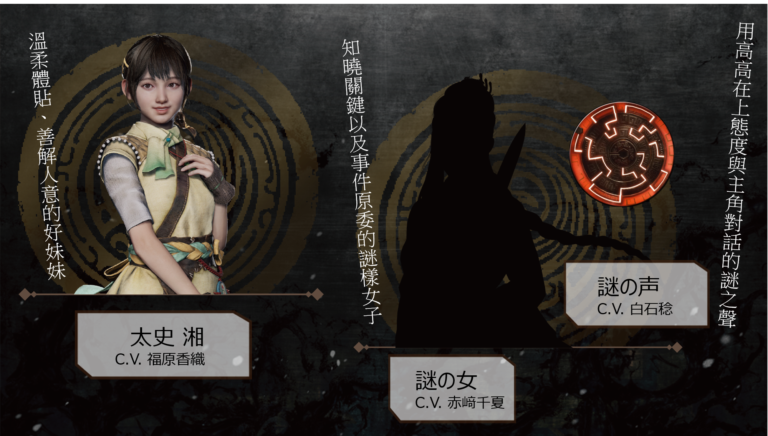 溫柔體貼、善解人意的好妹妹
太史 湘
C.V. 福原香織
知曉關鍵以及事件原委的謎樣女子
謎の女
C.V. 赤﨑千夏
用高高在上態度與主角對話的謎之聲
謎の声
C.V. 白石稔